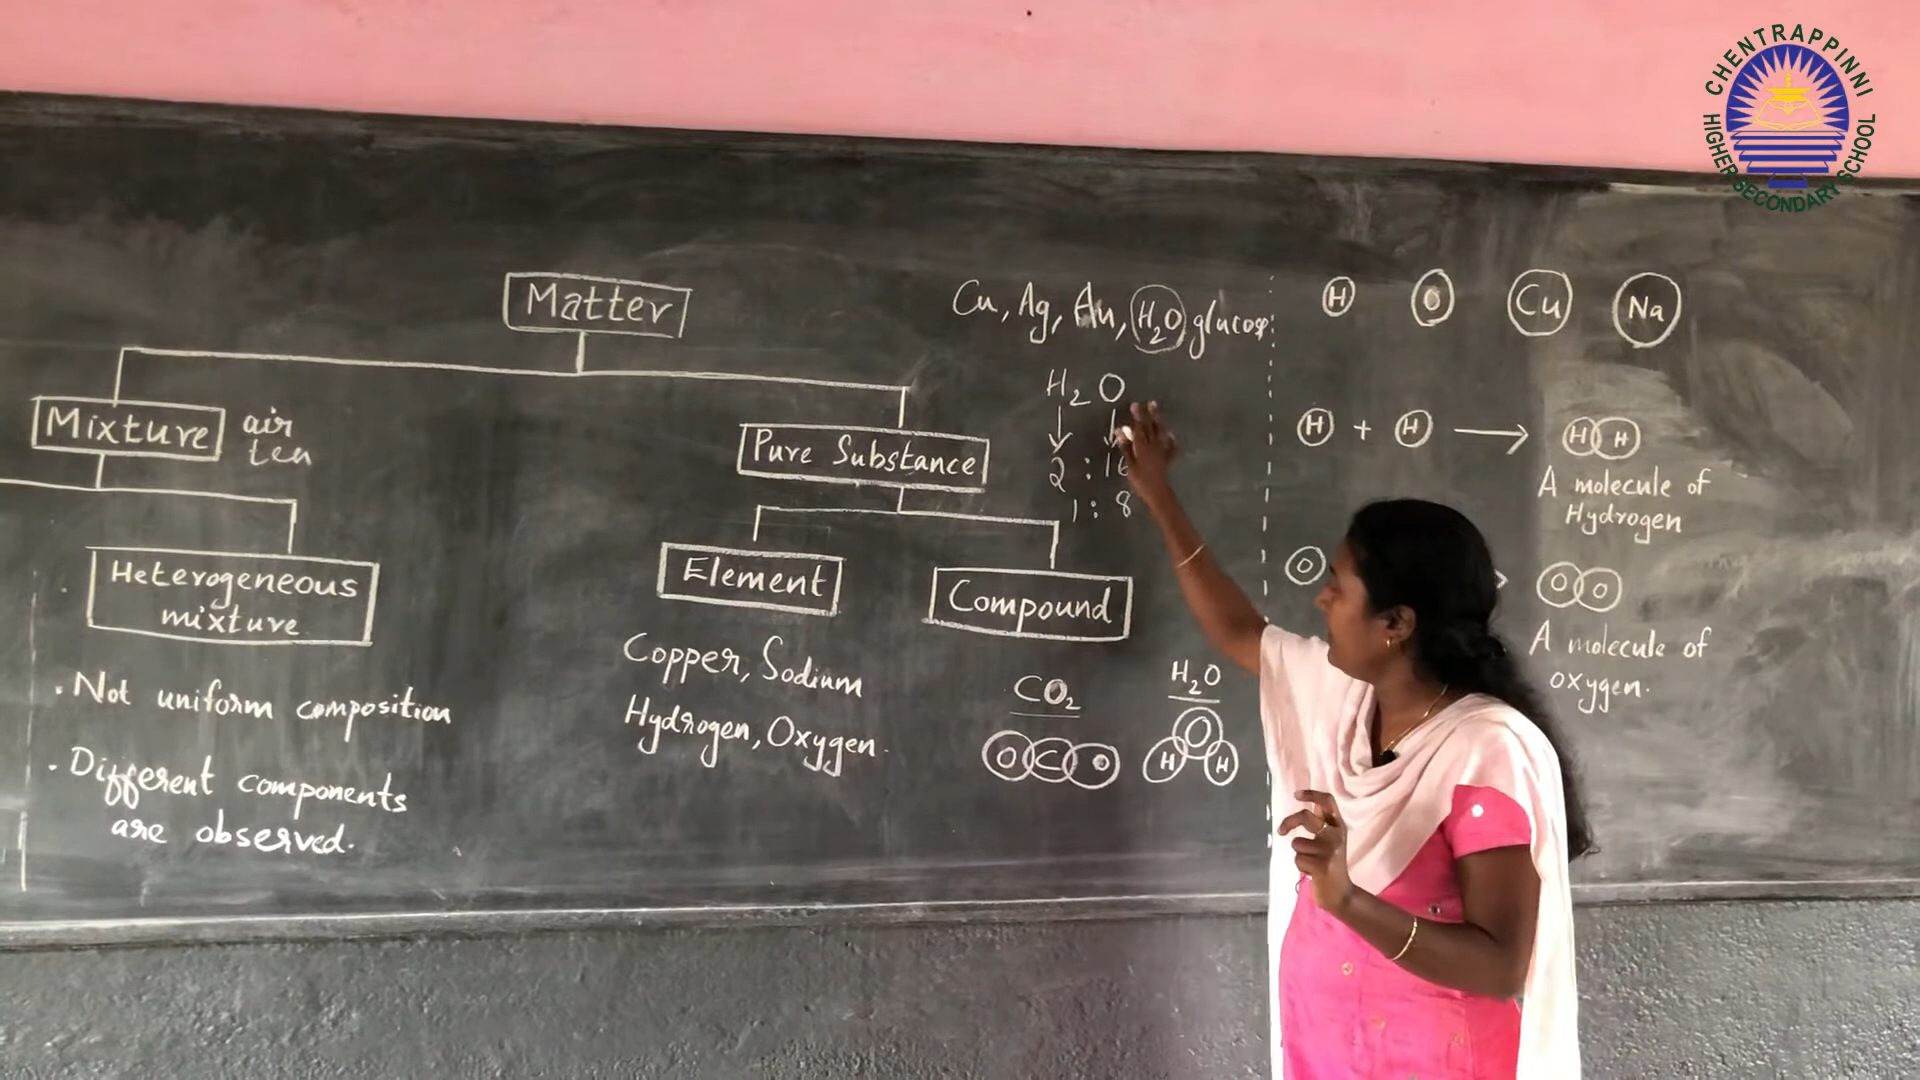 CHENTRAPPINNI
HIGHER SECONDARY SCHOOL
Matter
Mixture
air
tea
Heterogeneous
mixture
. Not uniform composition
. Different components
are observed.
Pure Substance
Element
Copper, Sodium
Hydrogen, Oxygen.
Compound
CO2
O C O
H2O
O
H H
Cu, Ag, Au, H2O glucose
H2O
2 : 16
1 : 8
H O Cu Na
H + H → H H
A molecule of
Hydrogen
O
O O
A molecule of
oxygen.